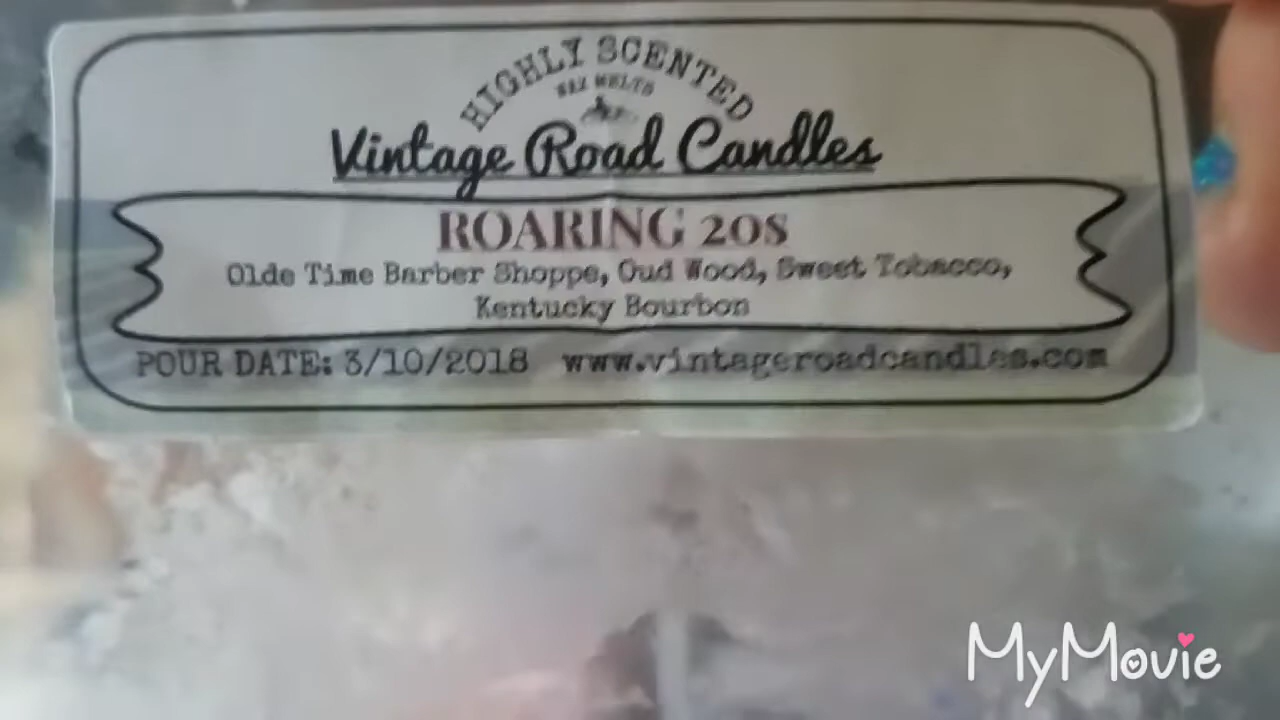 HIGHLY SCENTED
WAX MELTS
Vintage Road Candles
ROARING 20S
Olde Time Barber Shoppe, Oud Wood, Sweet Tobacco,
Kentucky Bourbon
POUR DATE: 3/10/2018 www.vintageroadcandles.com
MyMovie